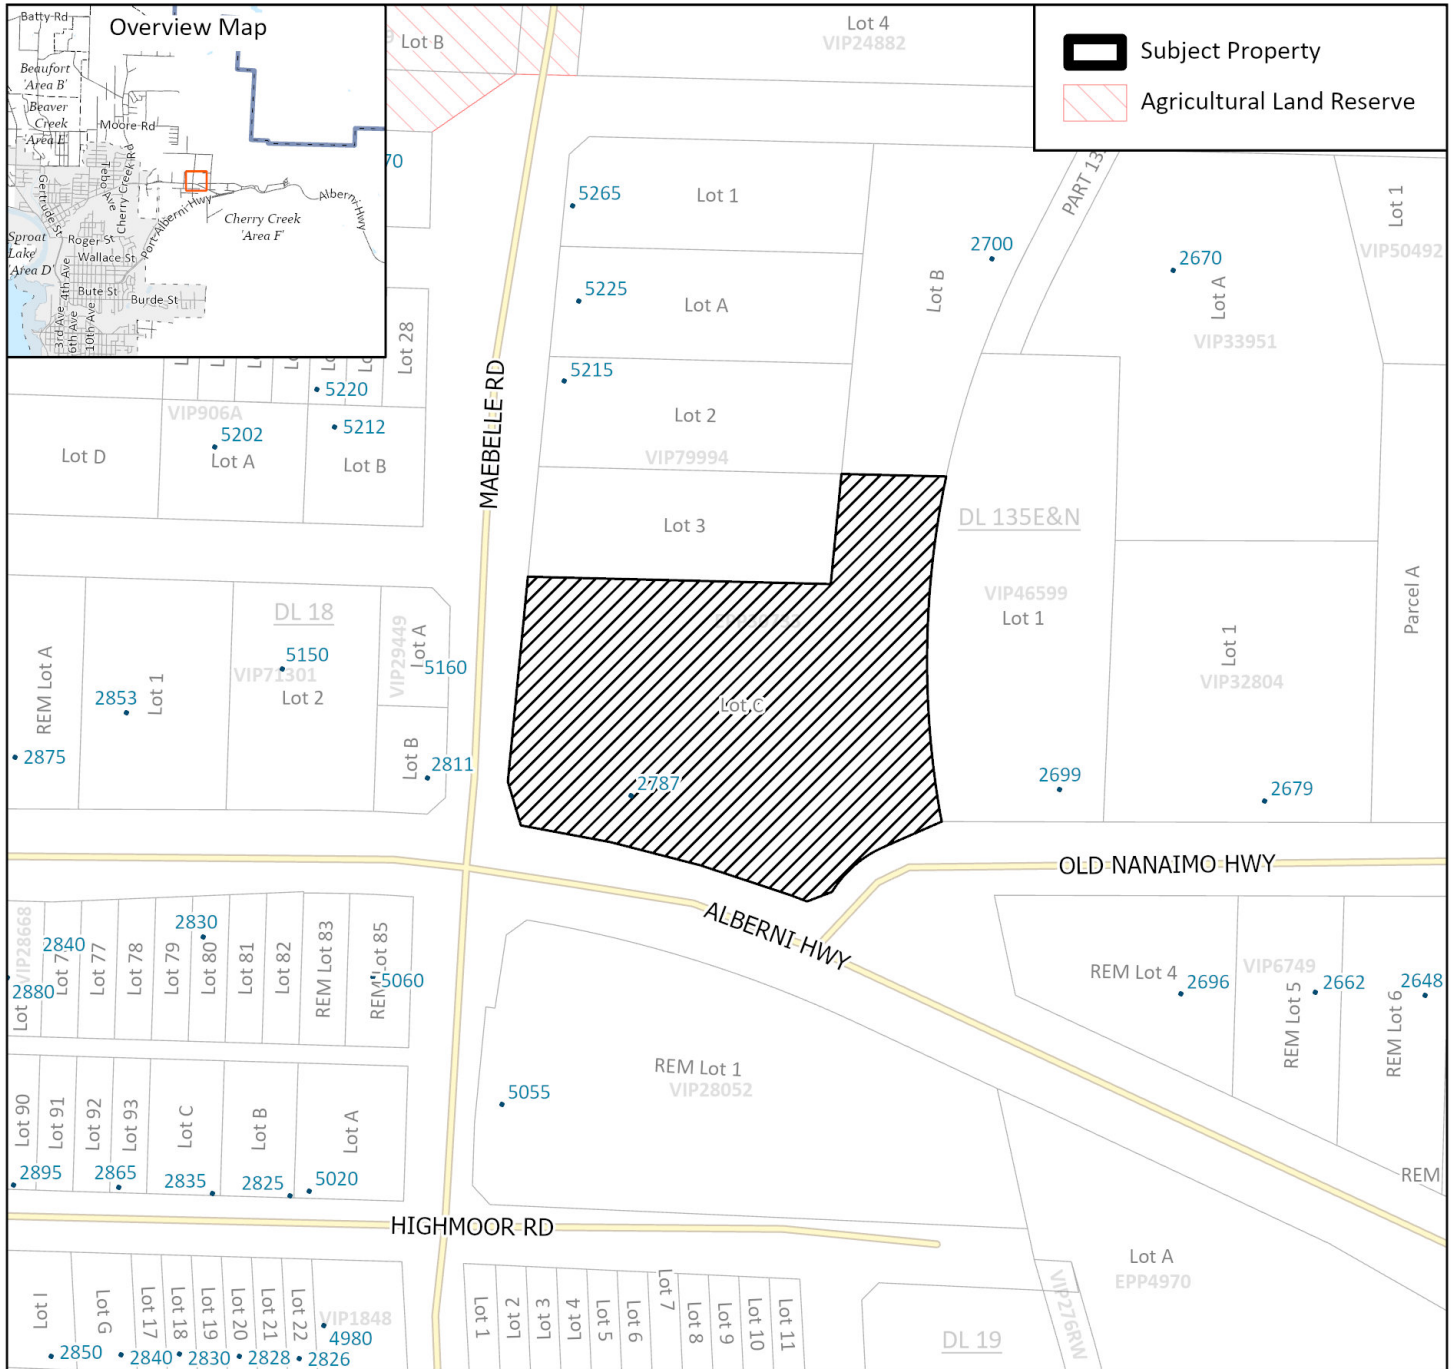 Overview Map
Batty Rd
Beaufort
'Area B'
Beaver
Creek
'Area E'
Moore Rd
Cherry Creek Rd
Tebo Ave
Gertrude St
Port Alberni Hwy
Alberni Hwy
Cherry Creek
'Area F'
Sproat
Lake
'Area D'
Roger St
Wallace St
Bute St
Burde St
3rd Ave
4th Ave
6th Ave
10th Ave
Subject Property
Agricultural Land Reserve
Lot B
Lot 4
VIP24882
70
5265
Lot 1
PART 13
2700
2670
Lot A
VIP33951
Lot 1
VIP50492
5225
Lot A
Lot B
5215
Lot 2
VIP79994
Lot 28
5220
VIP906A
5202
Lot A
5212
Lot B
Lot D
MAEBELLE RD
Lot 3
DL 135E&N
VIP46599
Lot 1
Lot 1
VIP32804
Parcel A
DL 18
REM Lot A
2853
Lot 1
5150
VIP71301
Lot 2
VIP29449
Lot A
5160
2875
Lot B
2811
Lot C
2787
2699
2679
OLD NANAIMO HWY
ALBERNI HWY
VIP28668
2840
2880
Lot
Lot 77
Lot 78
Lot 79
2830
Lot 80
Lot 81
Lot 82
REM Lot 83
REM Lot 85
5060
REM Lot 4
2696
VIP6749
REM Lot 5
2662
REM Lot 6
2648
REM Lot 1
VIP28052
5055
Lot 90
Lot 91
Lot 92
Lot 93
Lot C
Lot B
Lot A
2895
2865
2835
2825
5020
REM
HIGHMOOR RD
Lot A
EPP4970
VIP276RW
DL 19
Lot I
Lot G
Lot 17
Lot 18
Lot 19
Lot 20
Lot 21
Lot 22
VIP1848
4980
2850
2840
2830
2828
2826
Lot 1
Lot 2
Lot 3
Lot 4
Lot 5
Lot 6
Lot 7
Lot 8
Lot 9
Lot 10
Lot 11